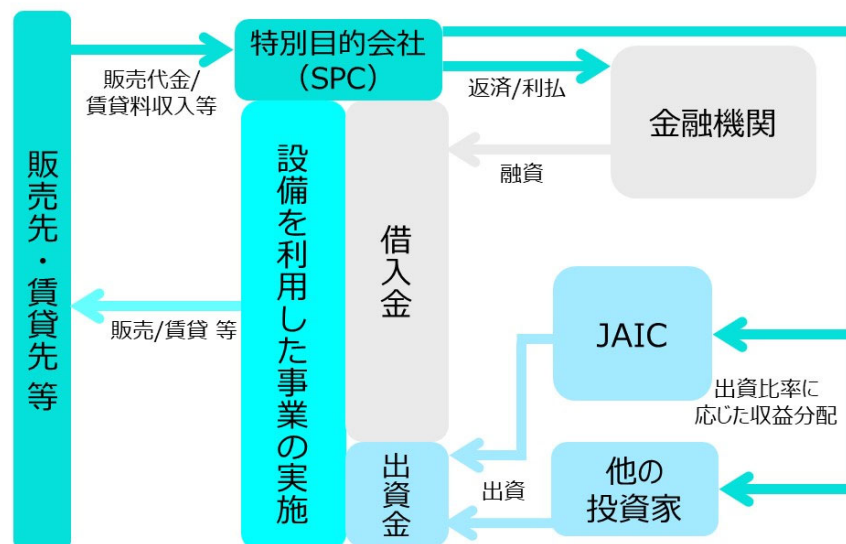 特別目的会社
（SPC）
販売代金/
賃貸料収入等
返済/利払
金融機関
融資
販売先・賃貸先 等
設備を利用した事業の実施
借入金
販売/賃貸 等
JAIC
出資比率に
応じた収益分配
出資金
出資
他の
投資家